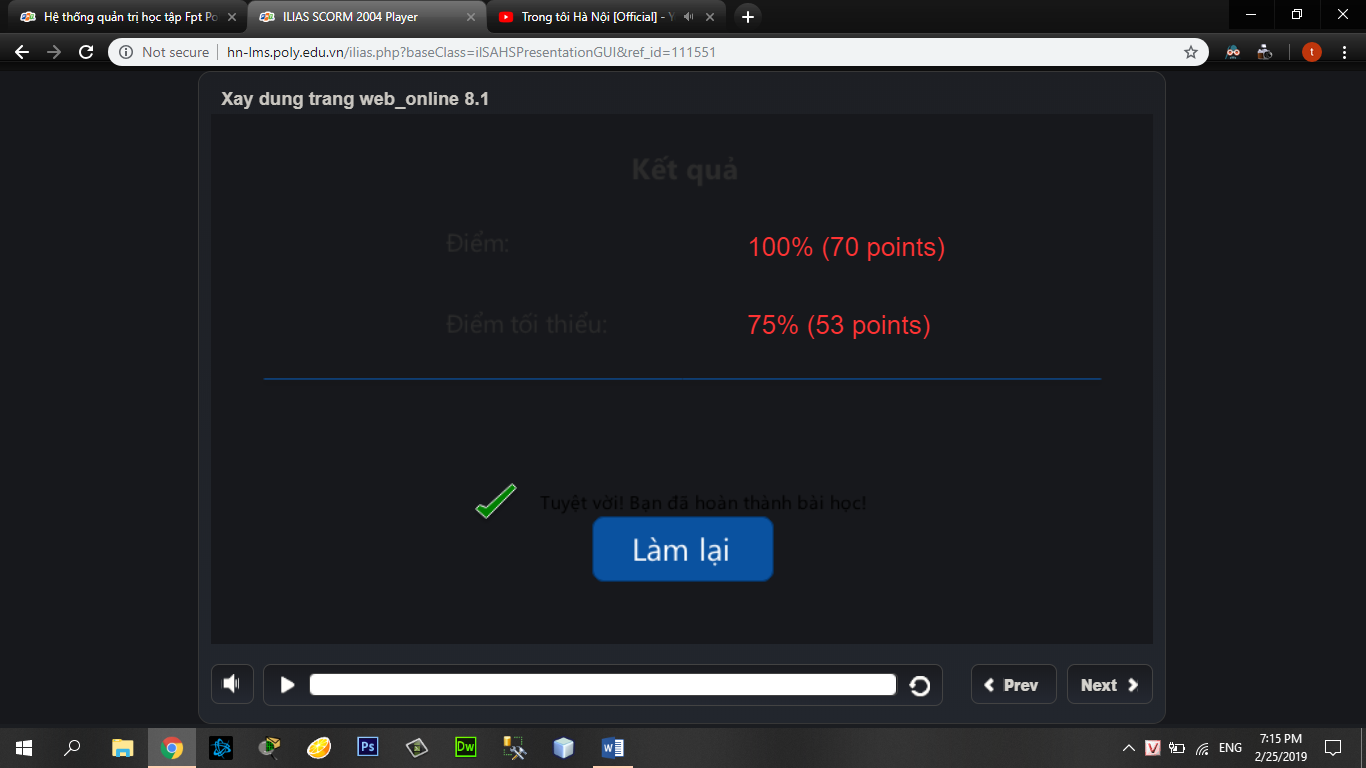 Hệ thống quản trị học tập Fpt Po
ILIAS SCORM 2004 Player
Trong tôi Hà Nội [Official] - Y
Not secure
hn-lms.poly.edu.vn/ilias.php?baseClass=ilSAHSPresentationGUI&ref_id=111551
t
Xay dung trang web_online 8.1
Kết quả
Điểm:
100% (70 points)
Điểm tối thiểu:
75% (53 points)
Tuyệt vời! Bạn đã hoàn thành bài học!
Làm lại
Prev
Next
Ps
Dw
V
ENG
7:15 PM
2/25/2019